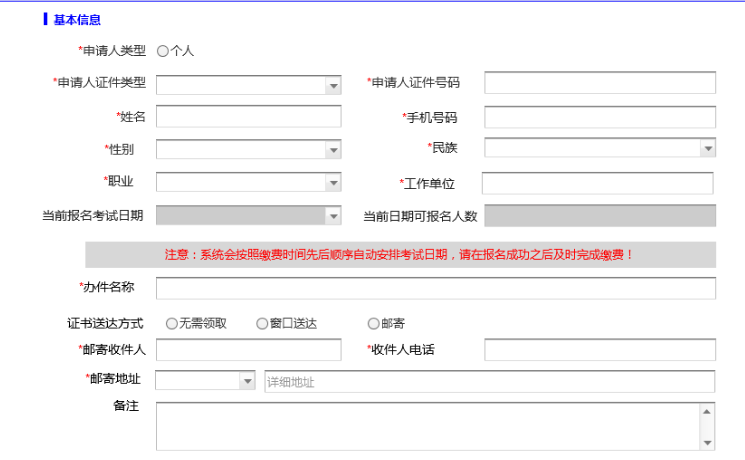 基本信息
*申请人类型 个人
*申请人证件类型 *申请人证件号码
*姓名 *手机号码
*性别 *民族
*职业 *工作单位
当前报名考试日期 当前日期可报名人数
注意：系统会按照缴费时间先后顺序自动安排考试日期，请在报名成功之后及时完成缴费！
*办件名称
证书送达方式 无需领取 窗口送达 邮寄
*邮寄收件人 *收件人电话
*邮寄地址 详细地址
备注